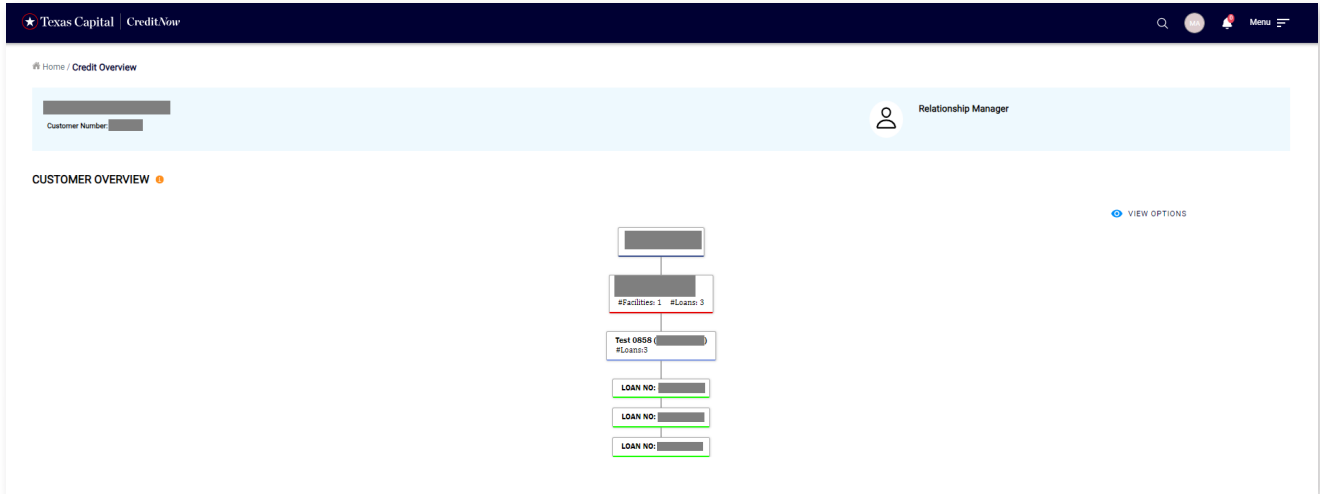 Texas Capital | CreditNow
MA
Menu
Home / Credit Overview
Customer Number:
Relationship Manager
CUSTOMER OVERVIEW
VIEW OPTIONS
#Facilities: 1 #Loans: 3
Test 0858 ( )
#Loans:3
LOAN NO:
LOAN NO:
LOAN NO: